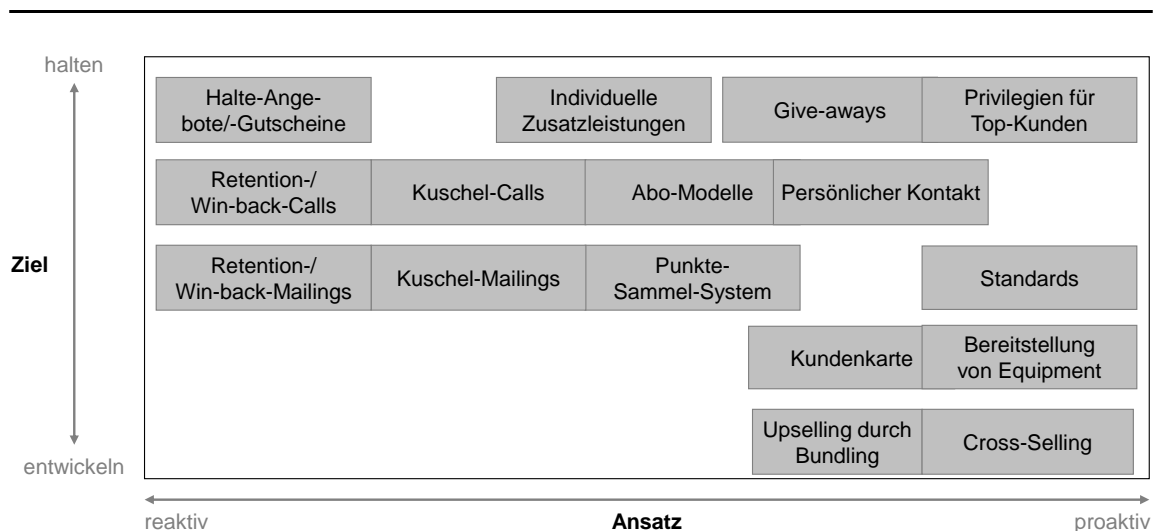 halten
Halte-Ange-
bote/-Gutscheine
Individuelle
Zusatzleistungen
Give-aways
Privilegien für
Top-Kunden
Retention-/
Win-back-Calls
Kuschel-Calls
Abo-Modelle
Persönlicher Kontakt
Ziel
Retention-/
Win-back-Mailings
Kuschel-Mailings
Punkte-
Sammel-System
Standards
Kundenkarte
Bereitstellung
von Equipment
Upselling durch
Bundling
Cross-Selling
entwickeln
reaktiv
Ansatz
proaktiv